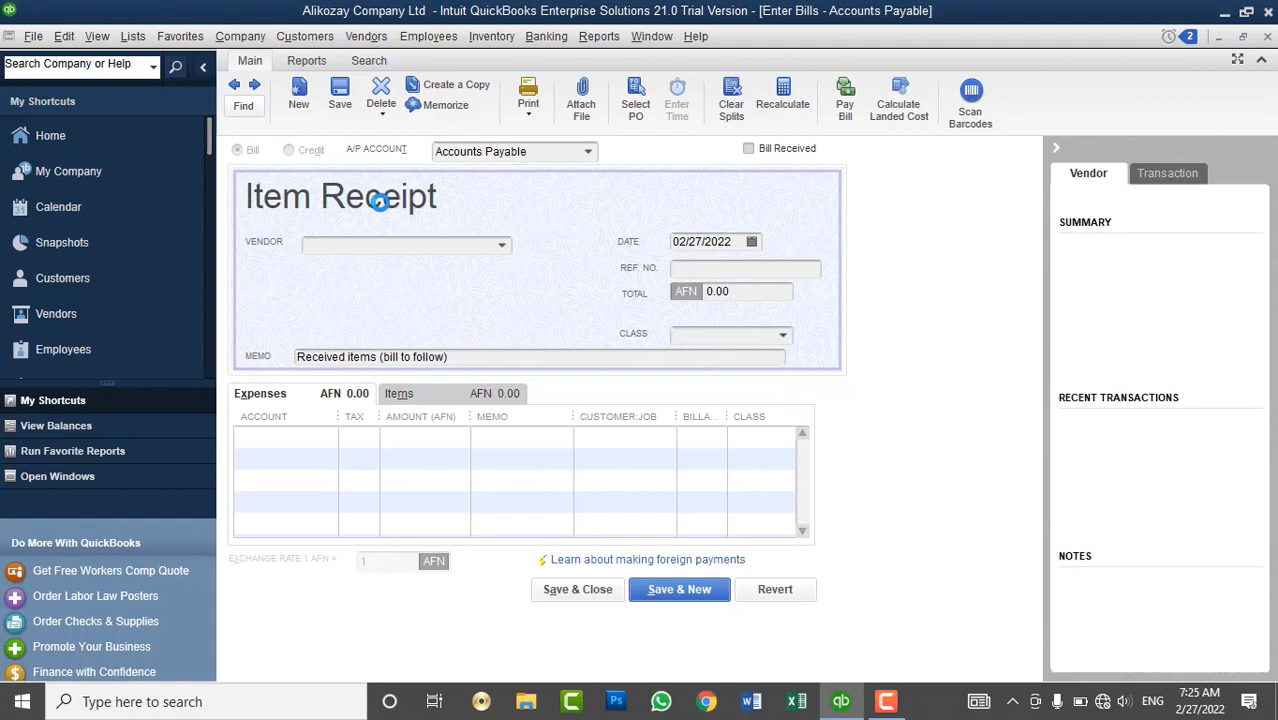 Alikozay Company Ltd - Intuit QuickBooks Enterprise Solutions 21.0 Trial Version - [Enter Bills - Accounts Payable]
File Edit View Lists Favorites Company Customers Vendors Employees Inventory Banking Reports Window Help 2
Search Company or Help
Main Reports Search
My Shortcuts
Home
My Company
Calendar
Snapshots
Customers
Vendors
Employees
My Shortcuts
View Balances
Run Favorite Reports
Open Windows
Do More With QuickBooks
Get Free Workers Comp Quote
Order Labor Law Posters
Order Checks & Supplies
Promote Your Business
Finance with Confidence
Find
New
Save
Delete
Create a Copy
Memorize
Print
Attach File
Select PO
Enter Time
Clear Splits
Recalculate
Pay Bill
Calculate Landed Cost
Scan Barcodes
Bill Credit A/P ACCOUNT Accounts Payable Bill Received
Item Receipt
VENDOR
DATE 02/27/2022
REF. NO.
TOTAL AFN 0.00
CLASS
MEMO Received items (bill to follow)
Expenses AFN 0.00 Items AFN 0.00
ACCOUNT TAX AMOUNT (AFN) MEMO CUSTOMER:JOB BILLA... CLASS
EXCHANGE RATE 1 AFN = 1 AFN
Learn about making foreign payments
Save & Close Save & New Revert
Vendor Transaction
SUMMARY
RECENT TRANSACTIONS
NOTES
Type here to search
ENG
7:25 AM
2/27/2022